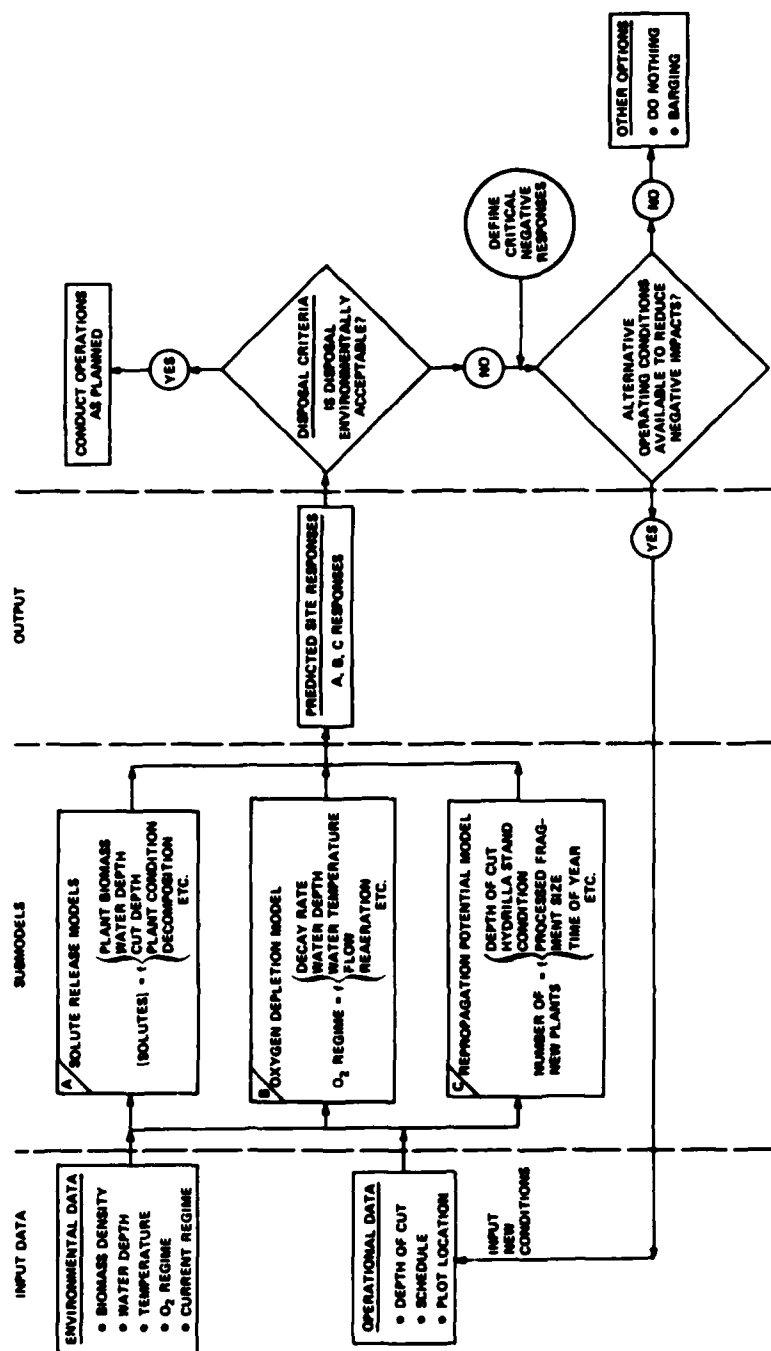 INPUT DATA
SUBMODELS
OUTPUT
ENVIRONMENTAL DATA
• BIOMASS DENSITY
• WATER DEPTH
• TEMPERATURE
• O2 REGIME
• CURRENT REGIME
OPERATIONAL DATA
• DEPTH OF CUT
• SCHEDULE
• PLOT LOCATION
INPUT
NEW
CONDITIONS
A
SOLUTE RELEASE MODELS
[SOLUTES] = f
PLANT BIOMASS
WATER DEPTH
CUT DEPTH
PLANT CONDITION
DECOMPOSITION
ETC.
B
OXYGEN DEPLETION MODEL
O2 REGIME = f
DECAY RATE
WATER DEPTH
WATER TEMPERATURE
FLOW
REAERATION
ETC.
C
REPROPAGATION POTENTIAL MODEL
NUMBER OF = f
NEW PLANTS
DEPTH OF CUT
HYDRILLA STAND
CONDITION
PROCESSED FRAG-
MENT SIZE
TIME OF YEAR
ETC.
PREDICTED SITE RESPONSES
A, B, C RESPONSES
CONDUCT OPERATIONS
AS PLANNED
YES
DISPOSAL CRITERIA
IS DISPOSAL
ENVIRONMENTALLY
ACCEPTABLE?
NO
DEFINE
CRITICAL
NEGATIVE
RESPONSES
ALTERNATIVE
OPERATING CONDITIONS
AVAILABLE TO REDUCE
NEGATIVE IMPACTS?
YES
NO
OTHER OPTIONS
• DO NOTHING
• BARGING